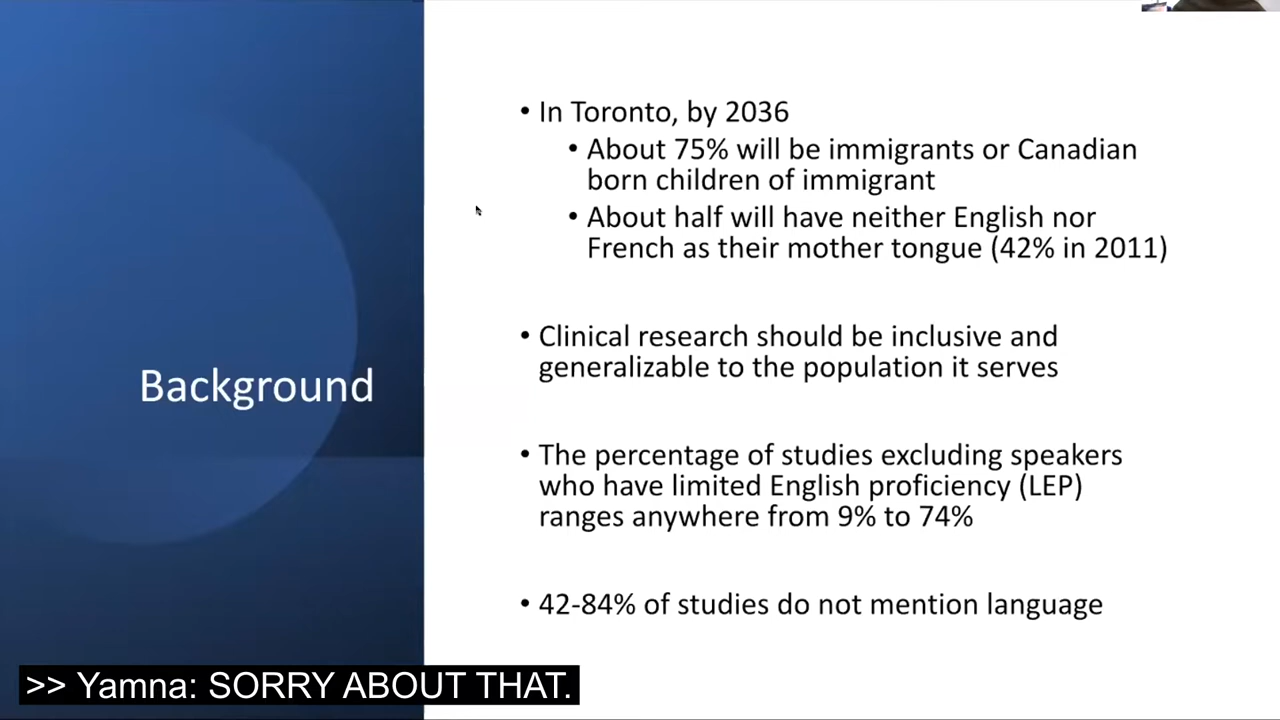 Background
• In Toronto, by 2036
• About 75% will be immigrants or Canadian
born children of immigrant
• About half will have neither English nor
French as their mother tongue (42% in 2011)
• Clinical research should be inclusive and
generalizable to the population it serves
• The percentage of studies excluding speakers
who have limited English proficiency (LEP)
ranges anywhere from 9% to 74%
• 42-84% of studies do not mention language
>> Yamna: SORRY ABOUT THAT.